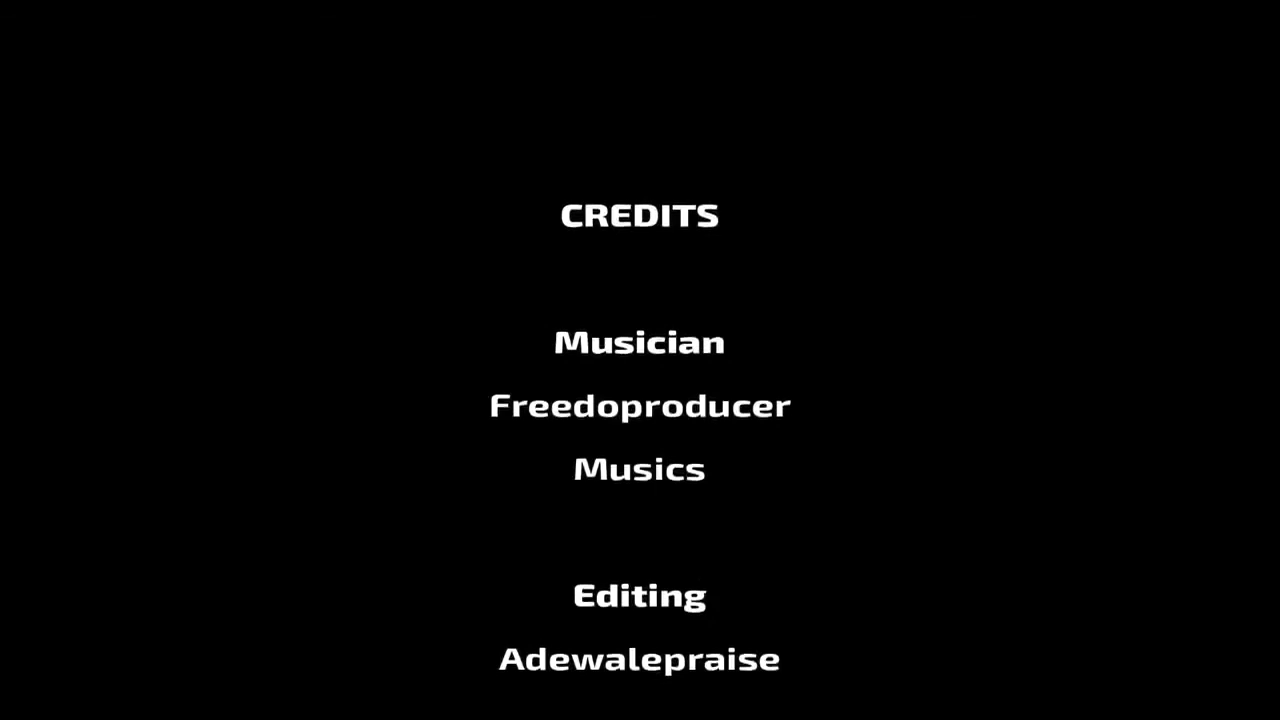 CREDITS
Musician
Freedoproducer
Musics
Editing
Adewalepraise